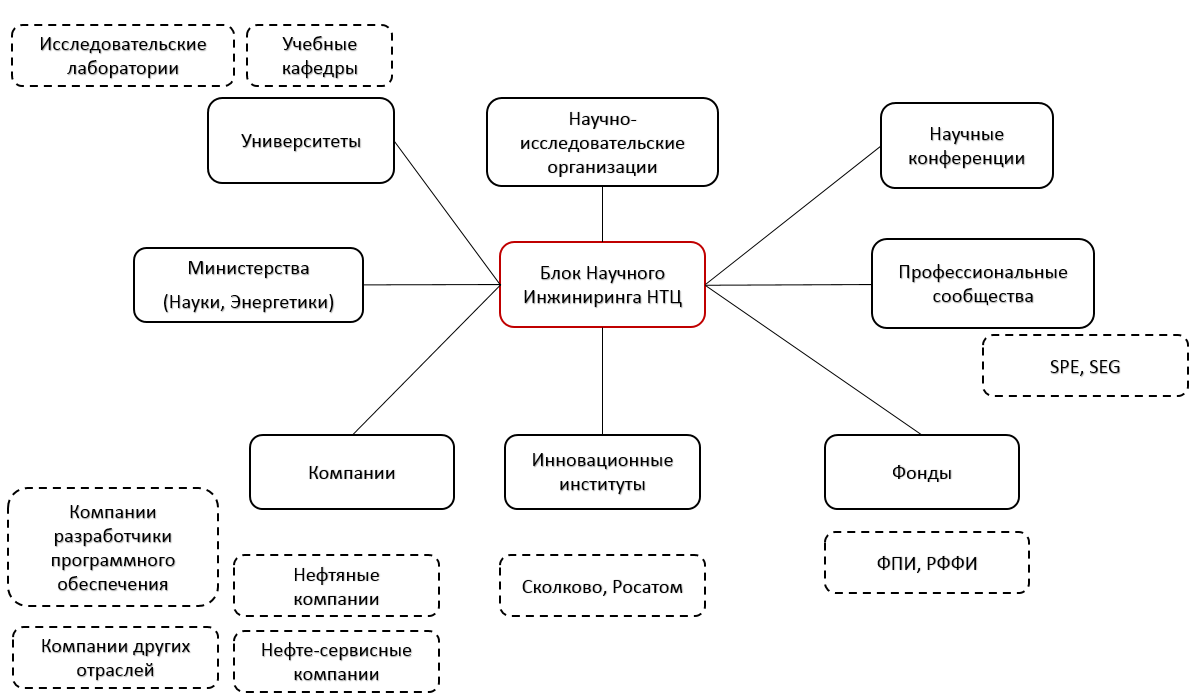 Исследовательские
лаборатории
Учебные
кафедры
Университеты
Научно-
исследовательские
организации
Научные
конференции
Министерства
(Науки, Энергетики)
Блок Научного
Инжиниринга НТЦ
Профессиональные
сообщества
SPE, SEG
Компании
Инновационные
институты
Фонды
Компании
разработчики
программного
обеспечения
Нефтяные
компании
Сколково, Росатом
ФПИ, РФФИ
Компании других
отраслей
Нефте-сервисные
компании